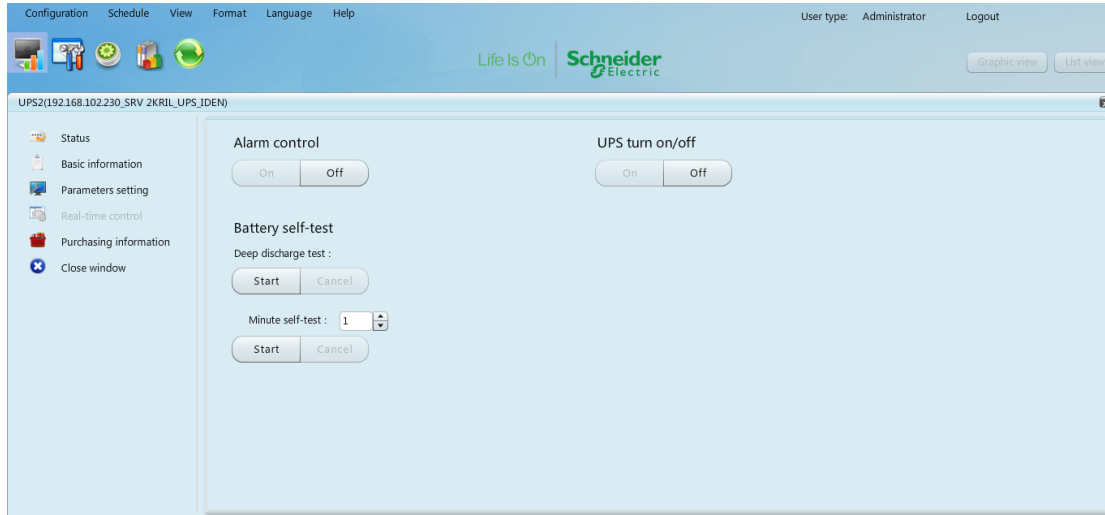 Configuration Schedule View Format Language Help
User type: Administrator Logout
Life Is On Schneider Electric
Graphic view List view
UPS2(192.168.102.230_SRV 2KRIL_UPS_IDEN)
Status
Basic information
Parameters setting
Real-time control
Purchasing information
Close window
Alarm control
On Off
UPS turn on/off
On Off
Battery self-test
Deep discharge test :
Start Cancel
Minute self-test : 1
Start Cancel